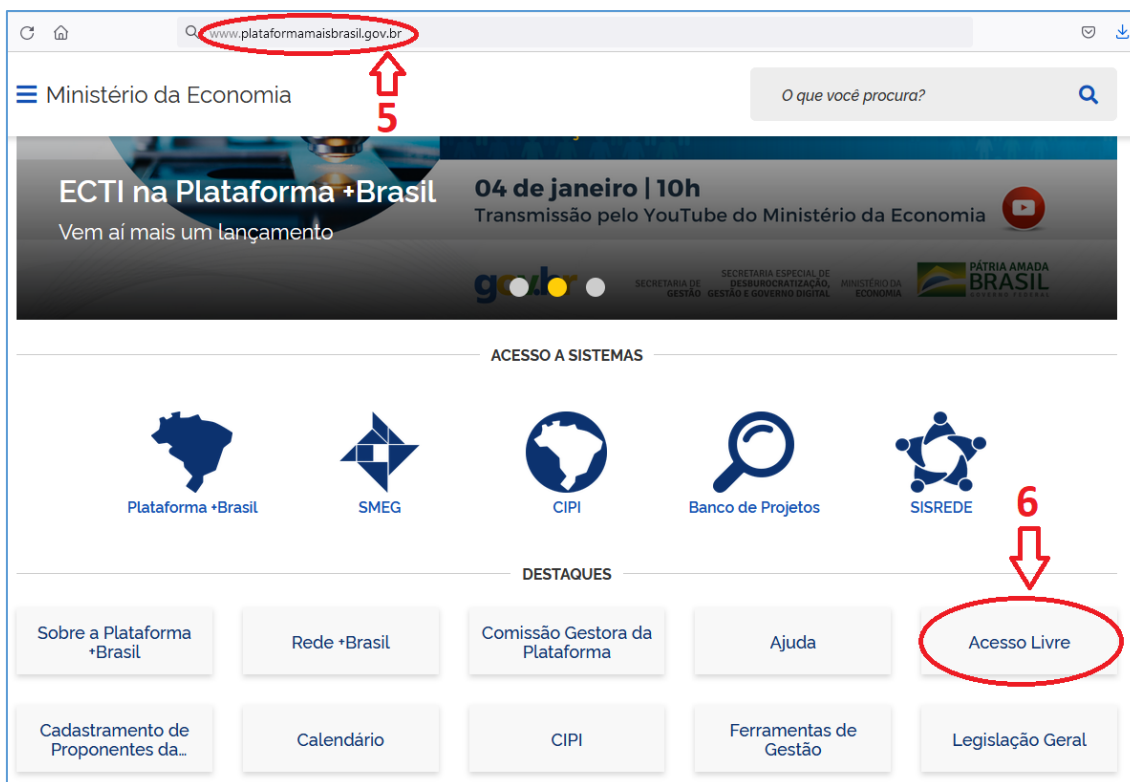 www.plataformamaisbrasil.gov.br
5
Ministério da Economia
O que você procura?
ECTI na Plataforma +Brasil
Vem aí mais um lançamento
04 de janeiro | 10h
Transmissão pelo YouTube do Ministério da Economia
gov.br
SECRETARIA DE
GESTÃO
SECRETARIA ESPECIAL DE
DESBUROCRATIZAÇÃO,
GESTÃO E GOVERNO DIGITAL
MINISTÉRIO DA
ECONOMIA
PÁTRIA AMADA
BRASIL
GOVERNO FEDERAL
ACESSO A SISTEMAS
Plataforma +Brasil
SMEG
CIPI
Banco de Projetos
SISREDE
6
DESTAQUES
Sobre a Plataforma
+Brasil
Rede +Brasil
Comissão Gestora da
Plataforma
Ajuda
Acesso Livre
Cadastramento de
Proponentes da...
Calendário
CIPI
Ferramentas de
Gestão
Legislação Geral